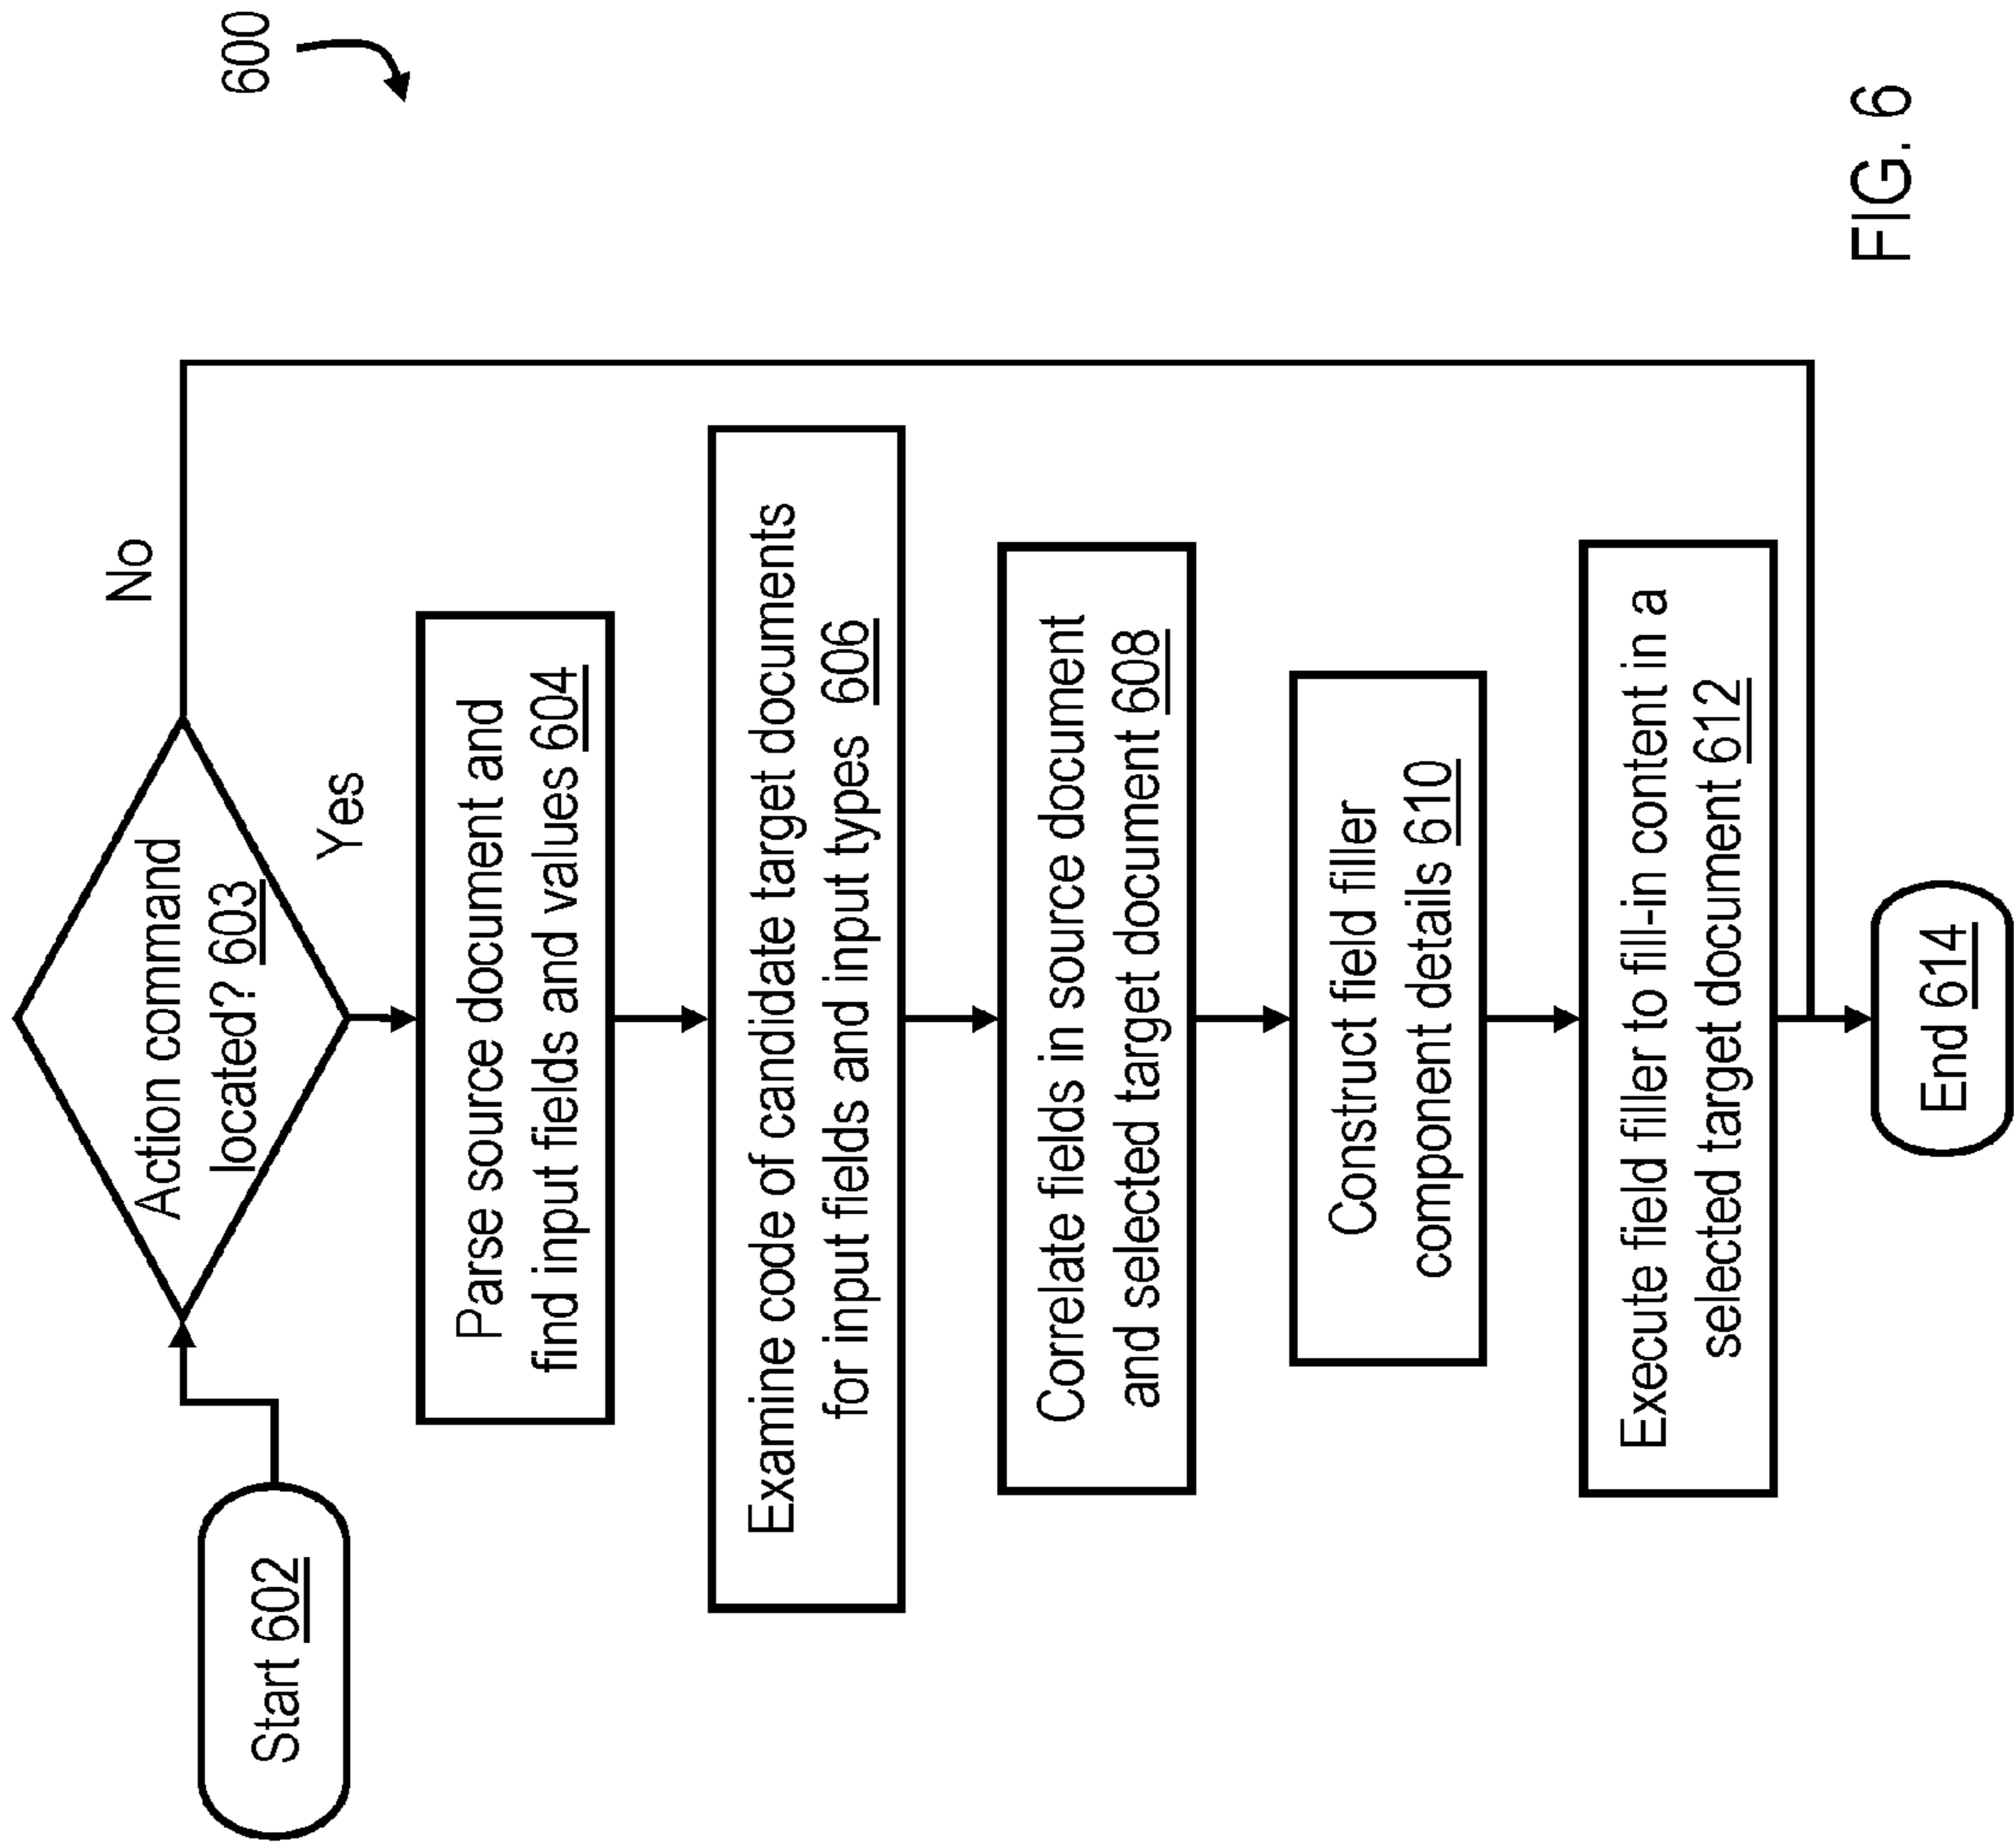 600
Start 602
Action command
located? 603
No
Yes
Parse source document and
find input fields and values 604
Examine code of candidate target documents
for input fields and input types 606
Correlate fields in source document
and selected target document 608
Construct field filler
component details 610
Execute field filler to fill-in content in a
selected target document 612
End 614
FIG. 6